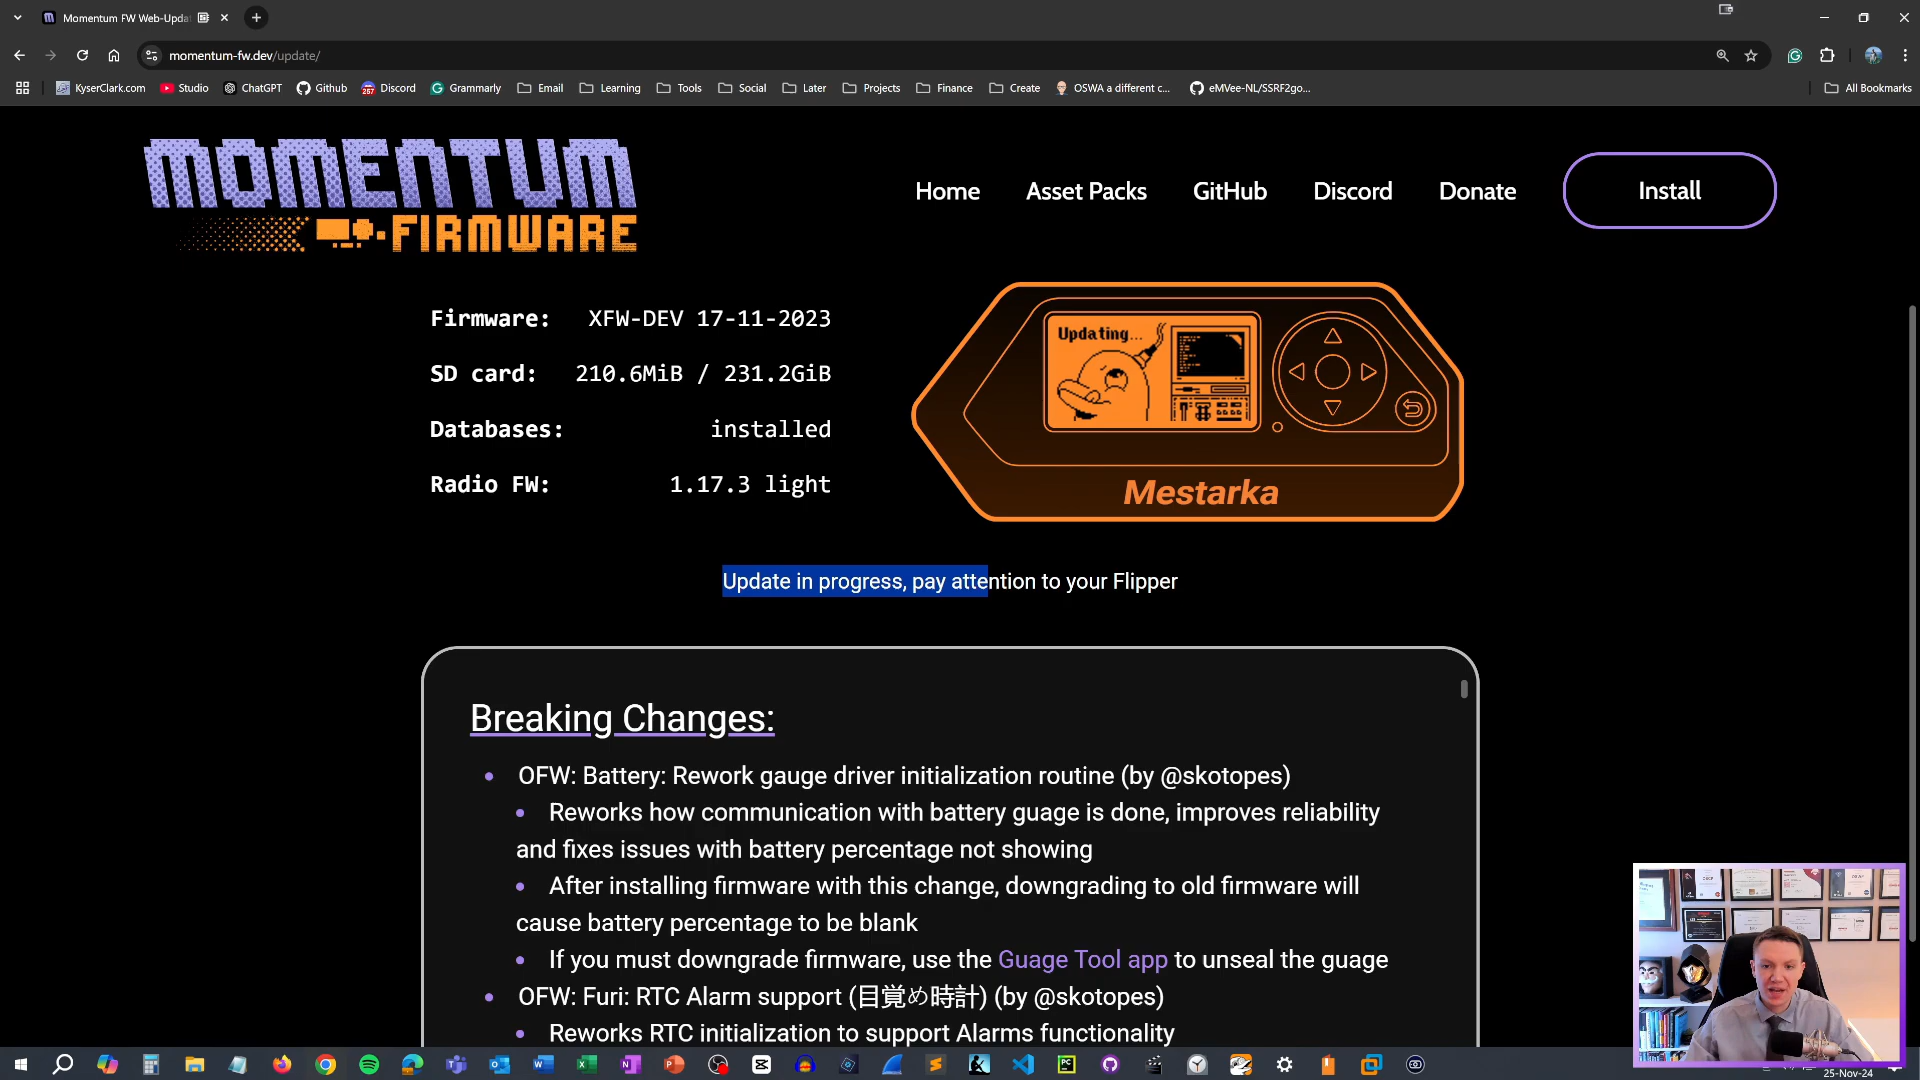 Momentum FW Web-Upda
momentum-fw.dev/update/
KyserClark.com
Studio
ChatGPT
Github
257
Discord
Grammarly
Email
Learning
Tools
Social
Later
Projects
Finance
Create
OSWA a different c...
eMVee-NL/SSRF2go...
All Bookmarks
MOMENTUM
FIRMWARE
Home
Asset Packs
GitHub
Discord
Donate
Install
Firmware: XFW-DEV 17-11-2023
SD card: 210.6MiB / 231.2GiB
Databases: installed
Radio FW: 1.17.3 light
Updating...
Mestarka
Update in progress, pay attention to your Flipper
Breaking Changes:
OFW: Battery: Rework gauge driver initialization routine (by @skotopes)
Reworks how communication with battery guage is done, improves reliability
and fixes issues with battery percentage not showing
After installing firmware with this change, downgrading to old firmware will
cause battery percentage to be blank
If you must downgrade firmware, use the Guage Tool app to unseal the guage
OFW: Furi: RTC Alarm support (目覚め時計) (by @skotopes)
Reworks RTC initialization to support Alarms functionality
25-Nov-24